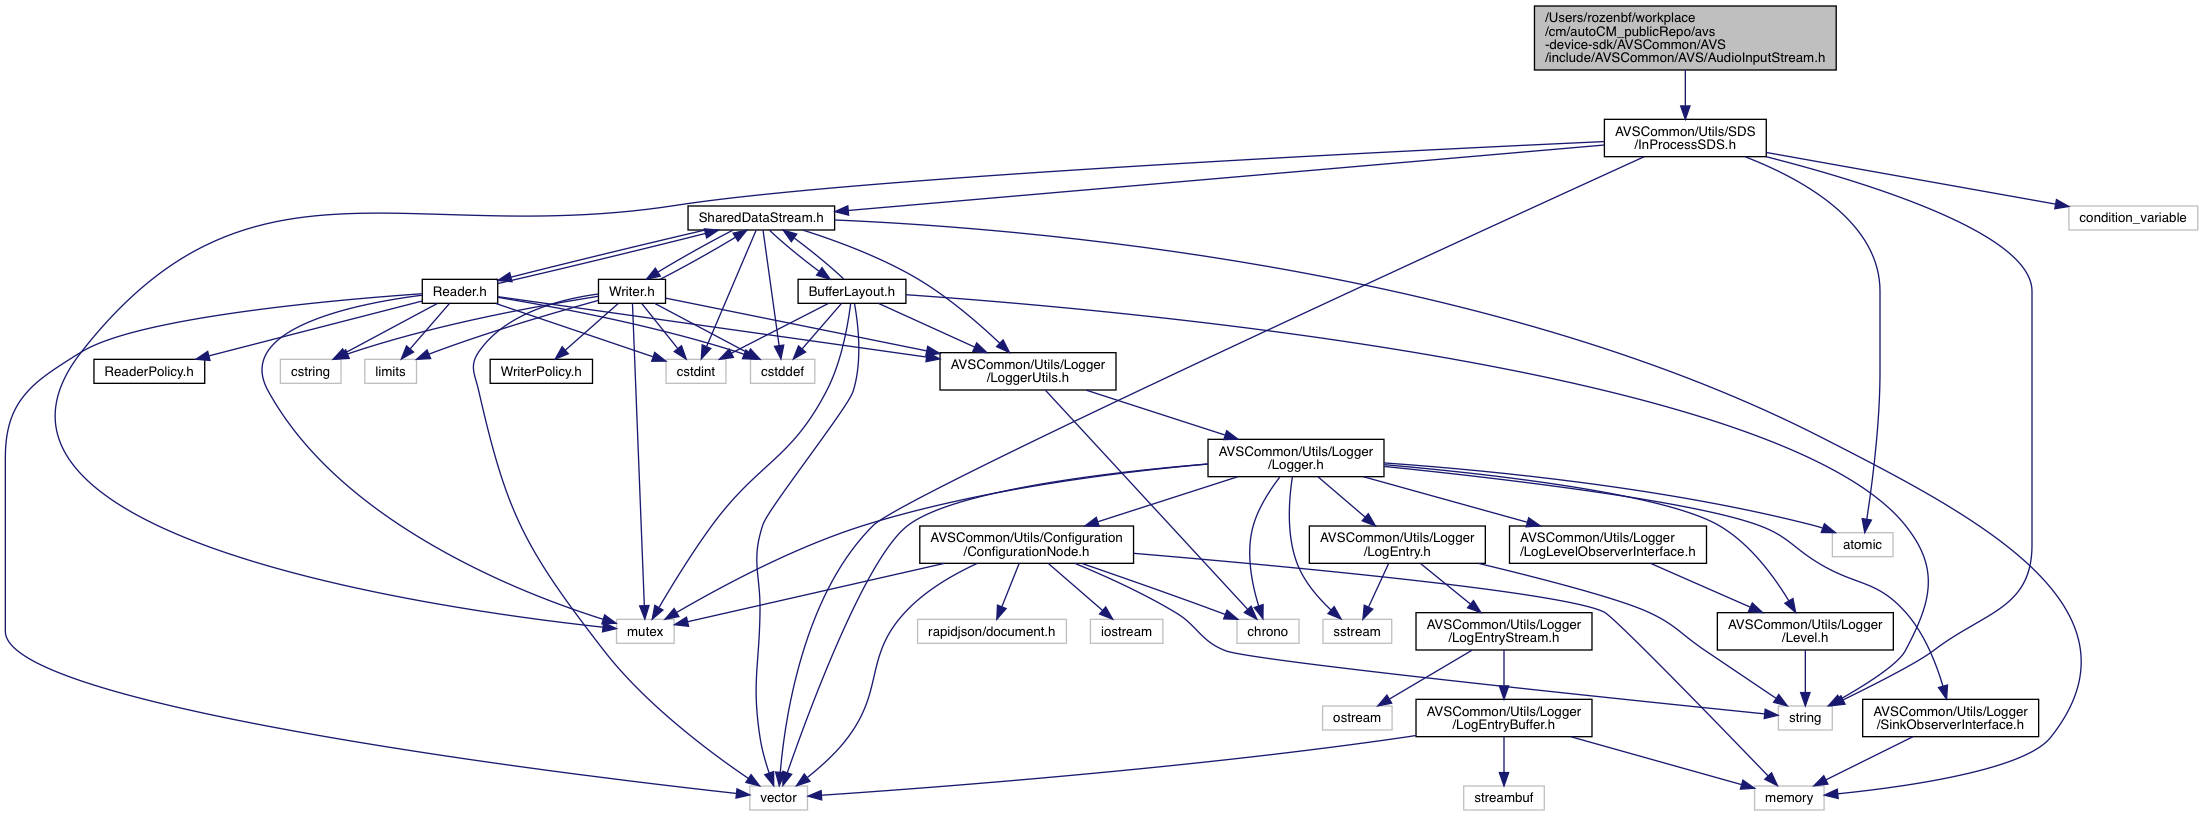 /Users/rozenbf/workplace
/cm/autoCM_publicRepo/avs
-device-sdk/AVSCommon/AVS
/include/AVSCommon/AVS/AudioInputStream.h
AVSCommon/Utils/SDS
/InProcessSDS.h
SharedDataStream.h
condition_variable
Reader.h
Writer.h
BufferLayout.h
ReaderPolicy.h
cstring
limits
WriterPolicy.h
cstdint
cstddef
AVSCommon/Utils/Logger
/LoggerUtils.h
AVSCommon/Utils/Logger
/Logger.h
AVSCommon/Utils/Configuration
/ConfigurationNode.h
AVSCommon/Utils/Logger
/LogEntry.h
AVSCommon/Utils/Logger
/LogLevelObserverInterface.h
atomic
mutex
rapidjson/document.h
iostream
chrono
sstream
AVSCommon/Utils/Logger
/LogEntryStream.h
AVSCommon/Utils/Logger
/Level.h
ostream
AVSCommon/Utils/Logger
/LogEntryBuffer.h
string
AVSCommon/Utils/Logger
/SinkObserverInterface.h
vector
streambuf
memory